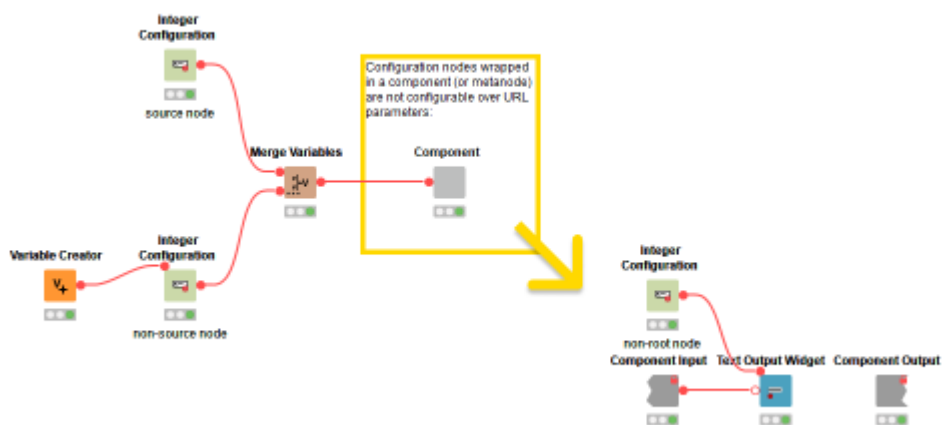 Integer
Configuration
source node
Configuration nodes wrapped
in a component (or metanode)
are not configurable over URL
parameters:
Merge Variables
Component
Variable Creator
Integer
Configuration
non-source node
Integer
Configuration
non-root node
Component Input
Text Output Widget
Component Output